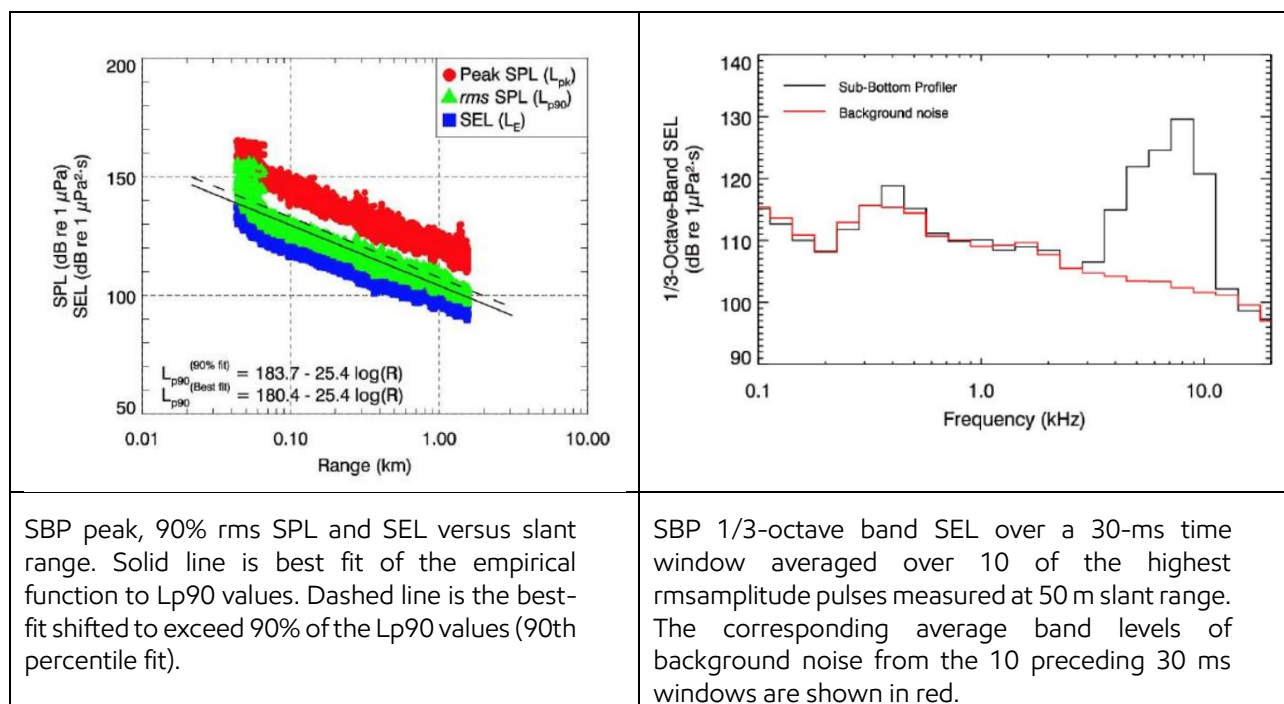 200
150
100
50
SPL (dB re 1 µPa)
SEL (dB re 1 µPa²·s)
Peak SPL (Lpk)
rms SPL (Lp90)
SEL (LE)
Lp90(90% fit) = 183.7 - 25.4 log(R)
Lp90(Best fit) = 180.4 - 25.4 log(R)
0.01
0.10
1.00
10.00
Range (km)
140
130
120
110
100
90
1/3-Octave-Band SEL
(dB re 1µPa²·s)
Sub-Bottom Profiler
Background noise
0.1
1.0
10.0
Frequency (kHz)
SBP peak, 90% rms SPL and SEL versus slant
range. Solid line is best fit of the empirical
function to Lp90 values. Dashed line is the best-
fit shifted to exceed 90% of the Lp90 values (90th
percentile fit).
SBP 1/3-octave band SEL over a 30-ms time
window averaged over 10 of the highest
rmsamplitude pulses measured at 50 m slant range.
The corresponding average band levels of
background noise from the 10 preceding 30 ms
windows are shown in red.